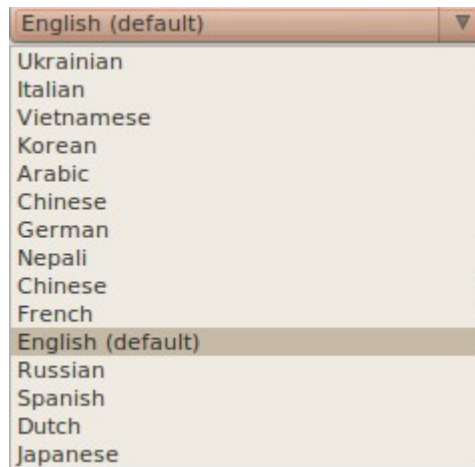 English (default)
Ukrainian
Italian
Vietnamese
Korean
Arabic
Chinese
German
Nepali
Chinese
French
English (default)
Russian
Spanish
Dutch
Japanese